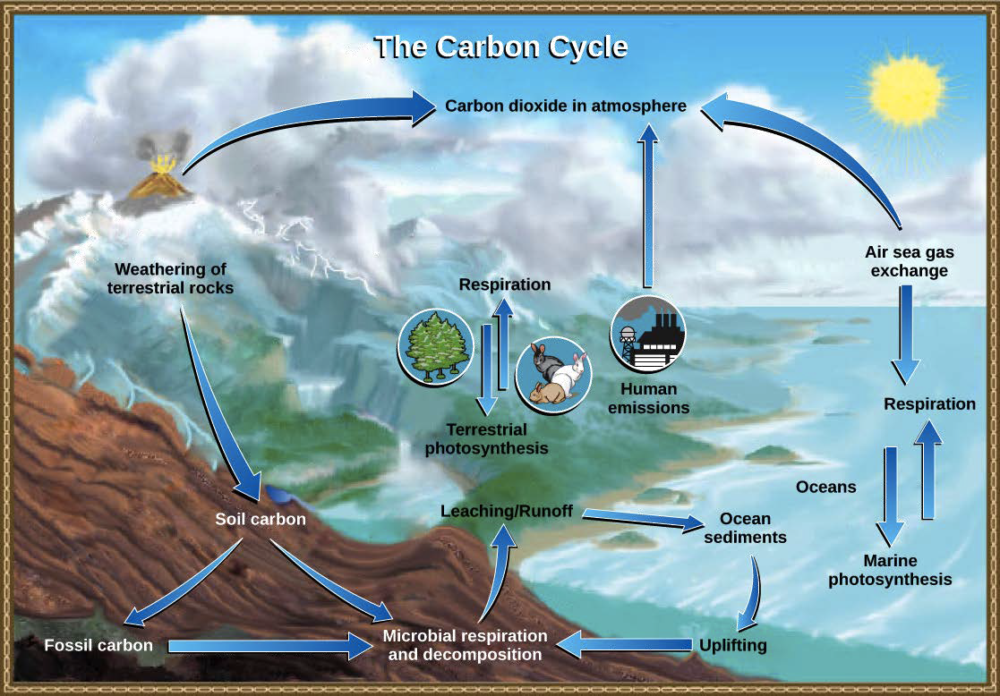 The Carbon Cycle
Carbon dioxide in atmosphere
Air sea gas
exchange
Weathering of
terrestrial rocks
Respiration
Human
emissions
Respiration
Terrestrial
photosynthesis
Oceans
Leaching/Runoff
Soil carbon
Ocean
sediments
Marine
photosynthesis
Fossil carbon
Microbial respiration
and decomposition
Uplifting